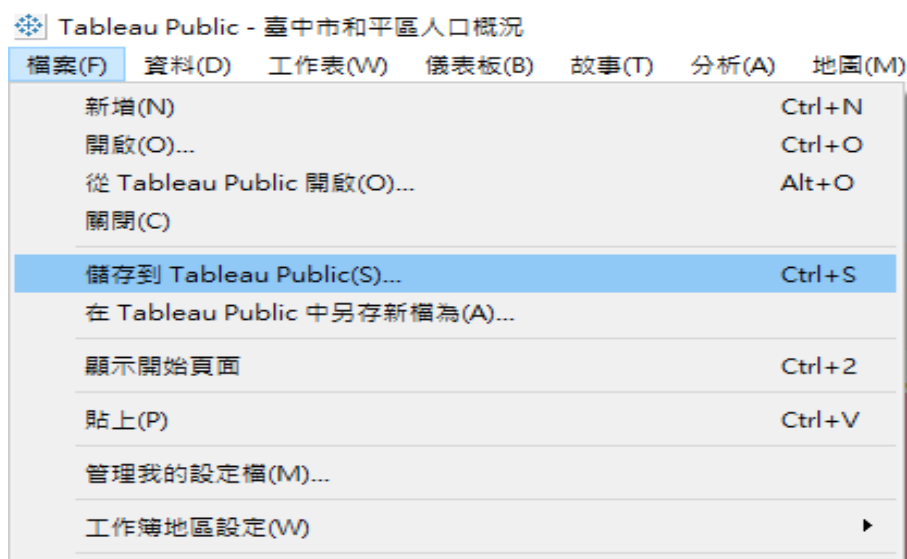 Tableau Public - 臺中市和平區人口概況
檔案(F) 資料(D) 工作表(W) 儀表板(B) 故事(T) 分析(A) 地圖(M)
新增(N) Ctrl+N
開啟(O)... Ctrl+O
從 Tableau Public 開啟(O)... Alt+O
關閉(C)
儲存到 Tableau Public(S)... Ctrl+S
在 Tableau Public 中另存新檔為(A)...
顯示開始頁面 Ctrl+2
貼上(P) Ctrl+V
管理我的設定檔(M)...
工作簿地區設定(W)